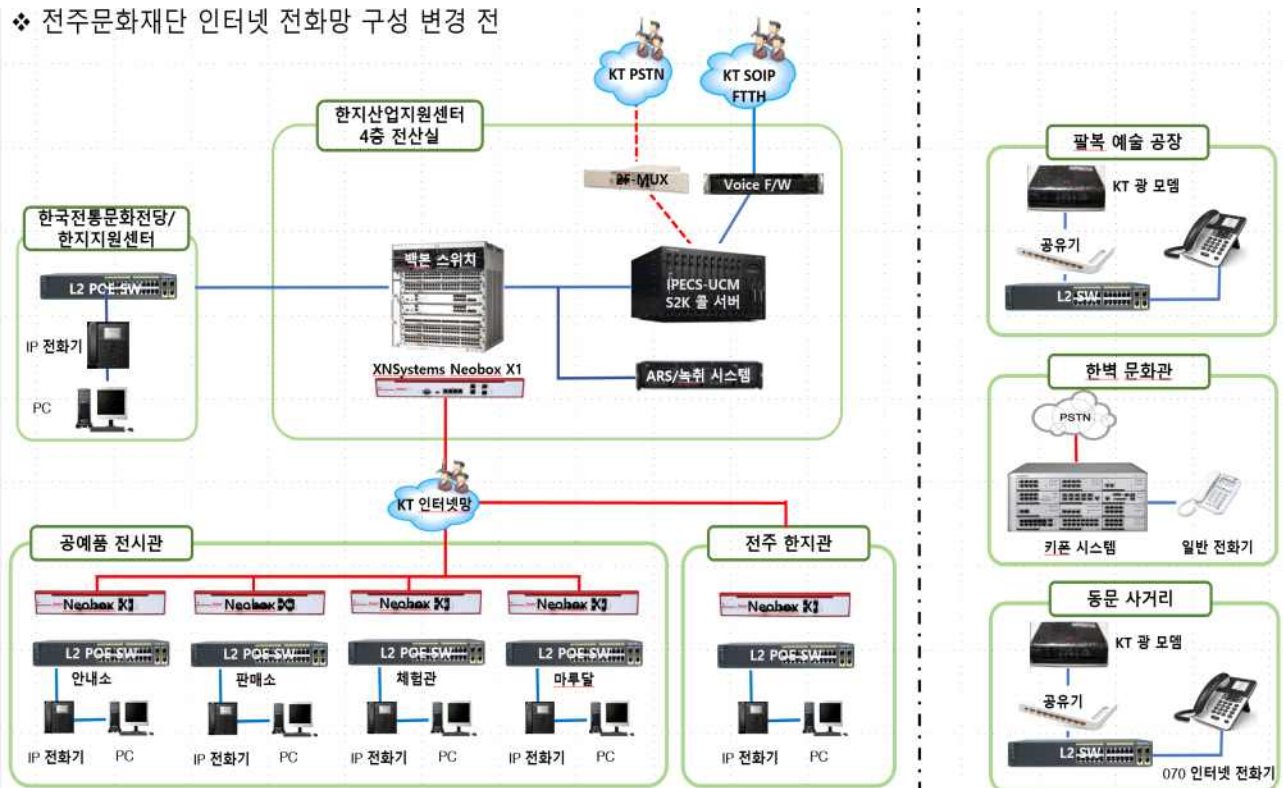 ❖ 전주문화재단 인터넷 전화망 구성 변경 전
KT PSTN
KT SOIP
FTTH
한지산업지원센터
4층 전산실
2F-MUX
Voice F/W
한국전통문화전당/
한지지원센터
L2 POE SW
IP 전화기
PC
백본 스위치
IPECS-UCM
S2K 콜 서버
XNSystems Neobox X1
ARS/녹취 시스템
KT 인터넷망
공예품 전시관
Neobox
L2 POE SW
안내소
IP 전화기
PC
Neobox
L2 POE SW
판매소
IP 전화기
PC
Neobox
L2 POE SW
체험관
IP 전화기
PC
Neobox
L2 POE SW
마루달
IP 전화기
PC
전주 한지관
Neobox
L2 POE SW
IP 전화기
PC
팔복 예술 공장
KT 광 모뎀
공유기
L2 SW
한벽 문화관
PSTN
키폰 시스템
일반 전화기
동문 사거리
KT 광 모뎀
공유기
L2 SW
070 인터넷 전화기